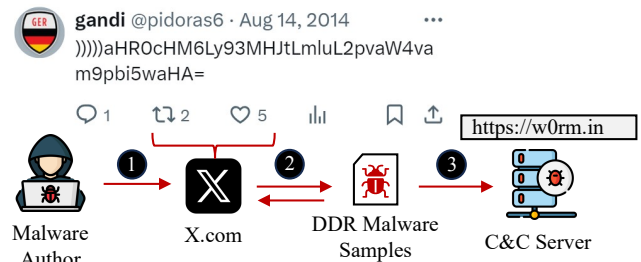 GER
gandi @pidoras6 · Aug 14, 2014 ...
)))))aHR0cHM6Ly93MHJtLmluL2pvaW4va
m9pbi5waHA=
1 2 5
https://w0rm.in
1 2 3
X
Malware
Author
X.com
DDR Malware
Samples
C&C Server